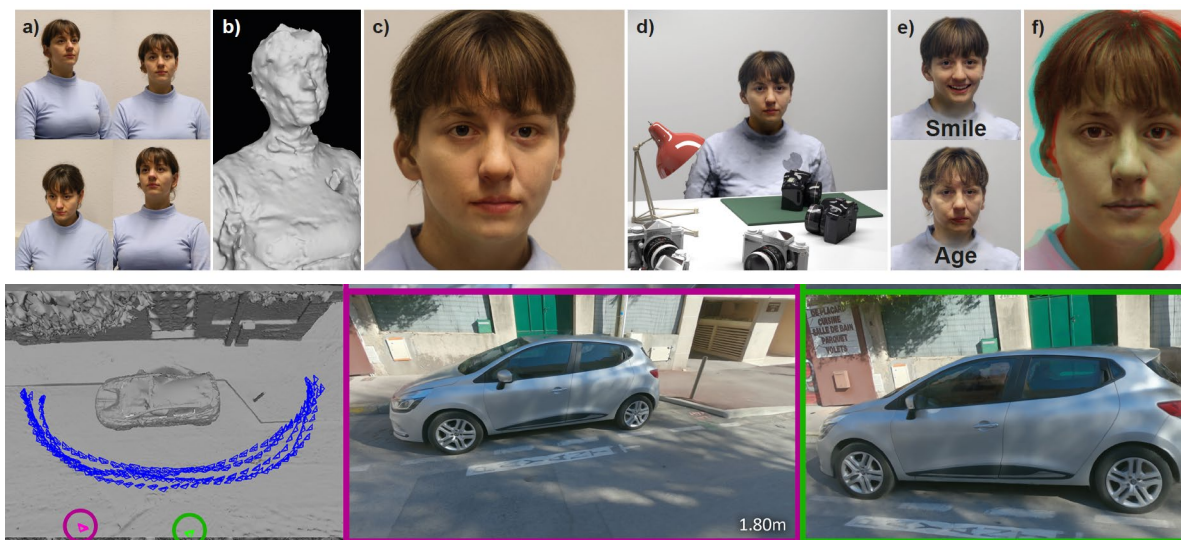 a)
b)
c)
d)
e)
f)
Smile
Age
1.80m
DE PLACARD
CUISINE
SALLE DE BAIN
PARQUET
VOLETS